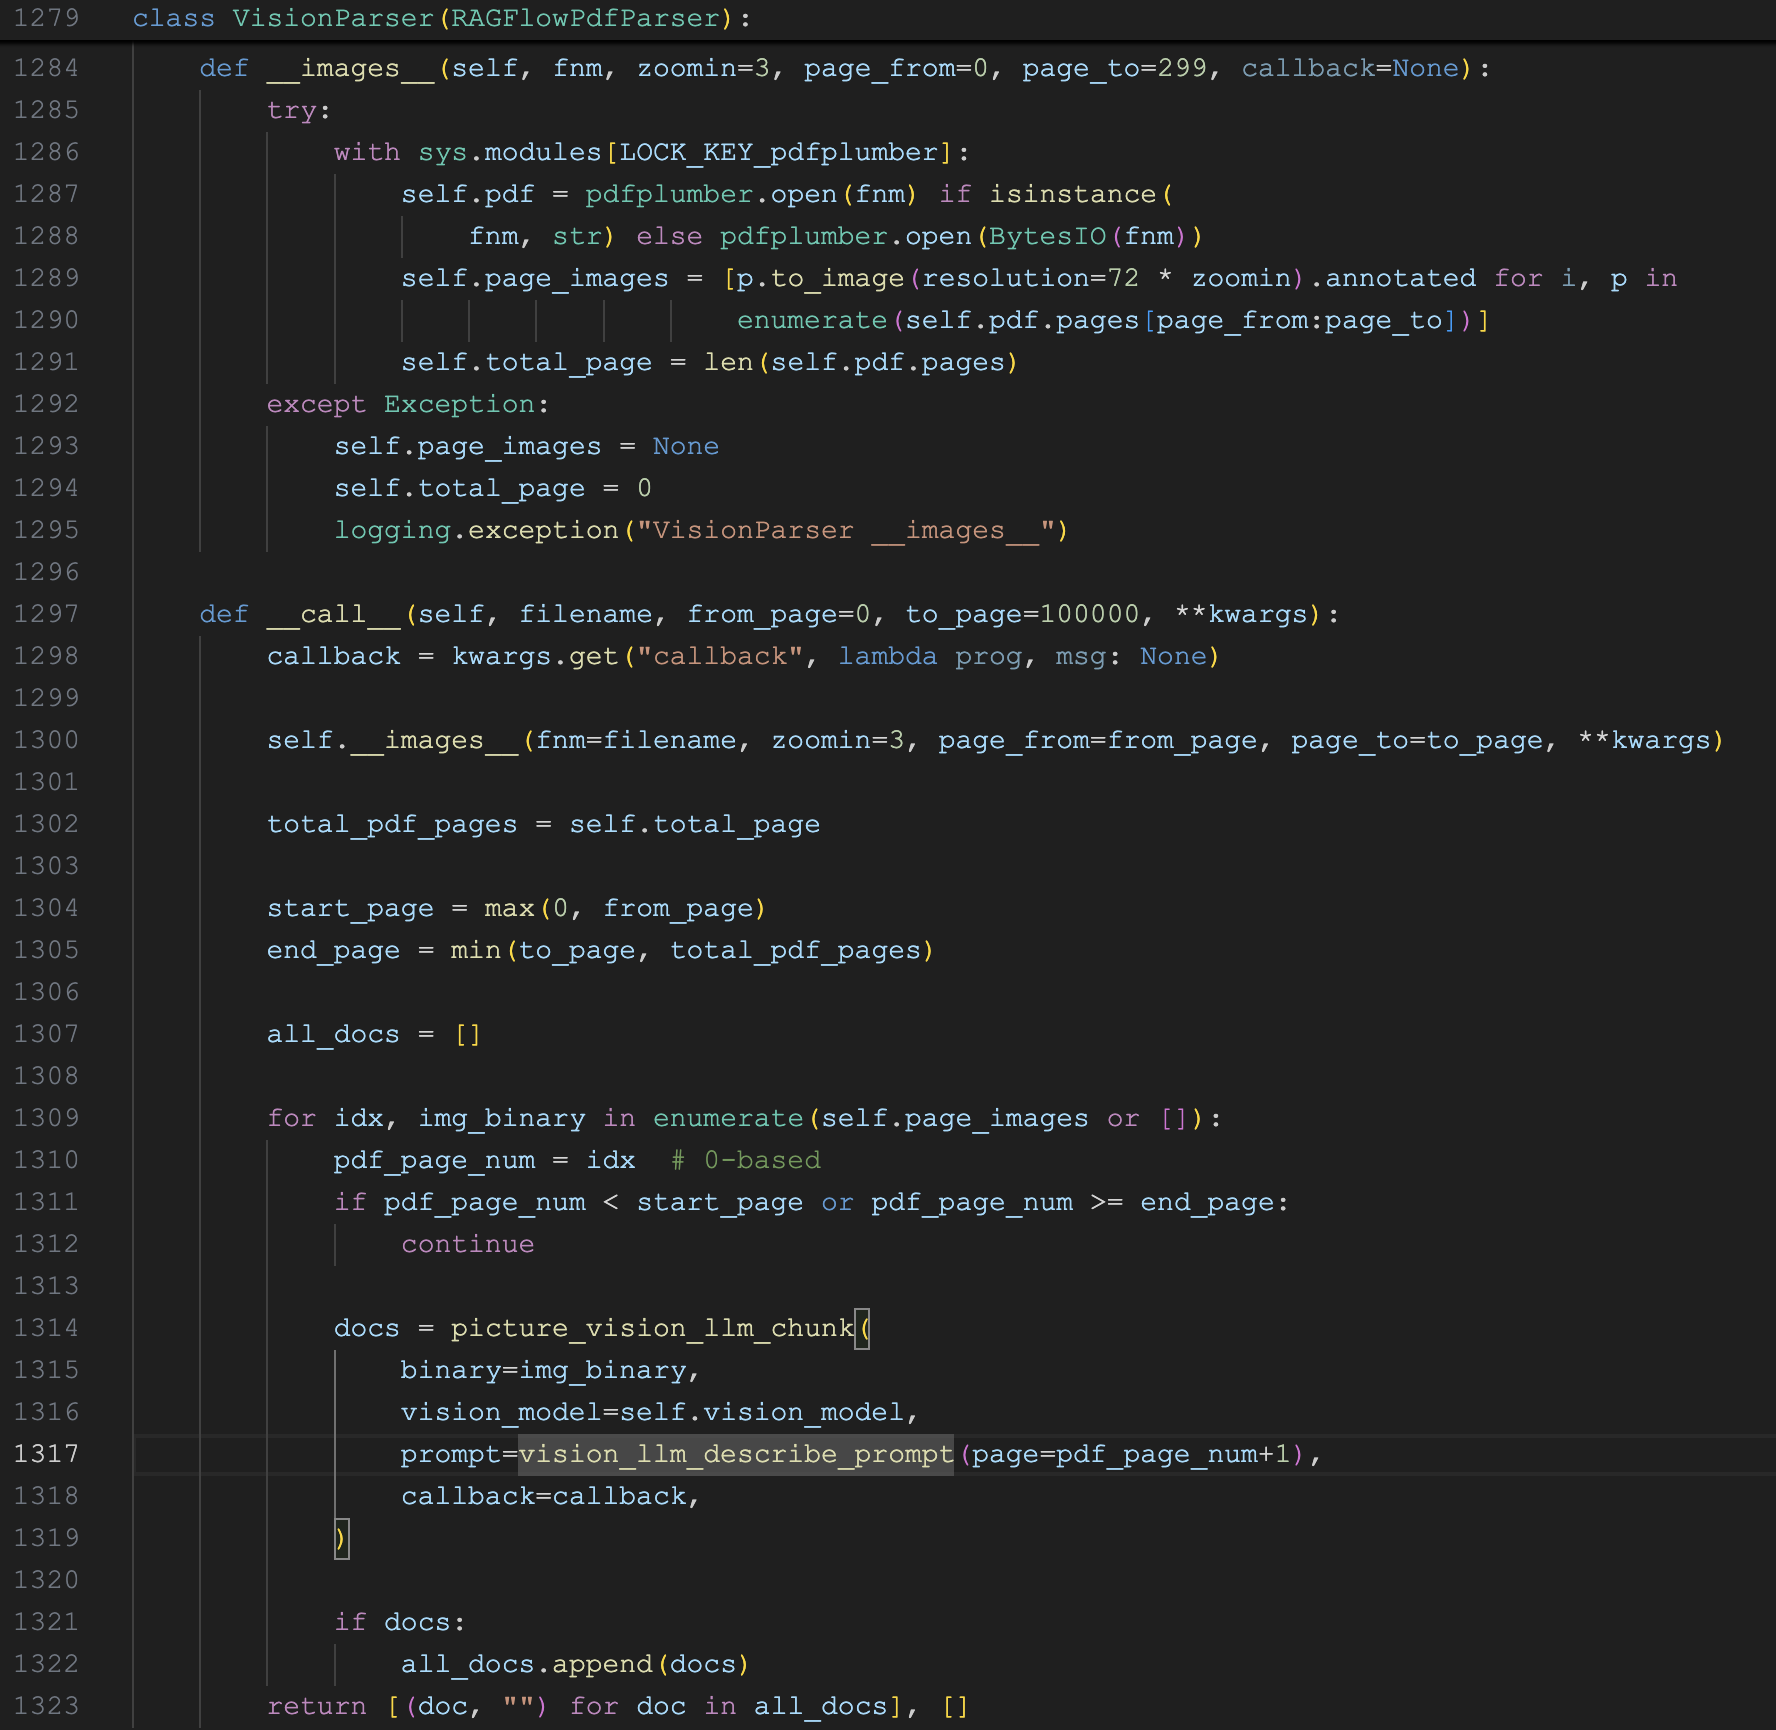 1279 class VisionParser(RAGFlowPdfParser):
1284     def __images__(self, fnm, zoomin=3, page_from=0, page_to=299, callback=None):
1285         try:
1286             with sys.modules[LOCK_KEY_pdfplumber]:
1287                 self.pdf = pdfplumber.open(fnm) if isinstance(
1288                     fnm, str) else pdfplumber.open(BytesIO(fnm))
1289                 self.page_images = [p.to_image(resolution=72 * zoomin).annotated for i, p in
1290                                     enumerate(self.pdf.pages[page_from:page_to])]
1291                 self.total_page = len(self.pdf.pages)
1292         except Exception:
1293             self.page_images = None
1294             self.total_page = 0
1295             logging.exception("VisionParser __images__")
1296
1297     def __call__(self, filename, from_page=0, to_page=100000, **kwargs):
1298         callback = kwargs.get("callback", lambda prog, msg: None)
1299
1300         self.__images__(fnm=filename, zoomin=3, page_from=from_page, page_to=to_page, **kwargs)
1301
1302         total_pdf_pages = self.total_page
1303
1304         start_page = max(0, from_page)
1305         end_page = min(to_page, total_pdf_pages)
1306
1307         all_docs = []
1308
1309         for idx, img_binary in enumerate(self.page_images or []):
1310             pdf_page_num = idx  # 0-based
1311             if pdf_page_num < start_page or pdf_page_num >= end_page:
1312                 continue
1313
1314             docs = picture_vision_llm_chunk(
1315                 binary=img_binary,
1316                 vision_model=self.vision_model,
1317                 prompt=vision_llm_describe_prompt(page=pdf_page_num+1),
1318                 callback=callback,
1319             )
1320
1321             if docs:
1322                 all_docs.append(docs)
1323         return [(doc, "") for doc in all_docs], []